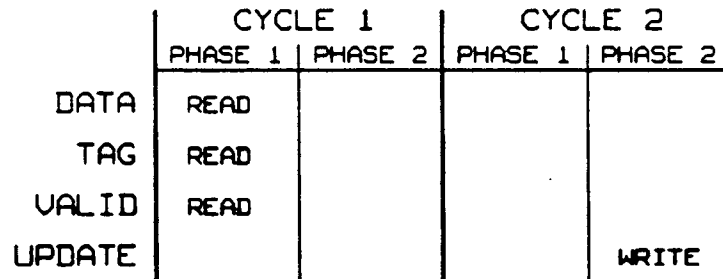 CYCLE 1 CYCLE 2
PHASE 1 PHASE 2 PHASE 1 PHASE 2
DATA READ
TAG READ
VALID READ
UPDATE WRITE